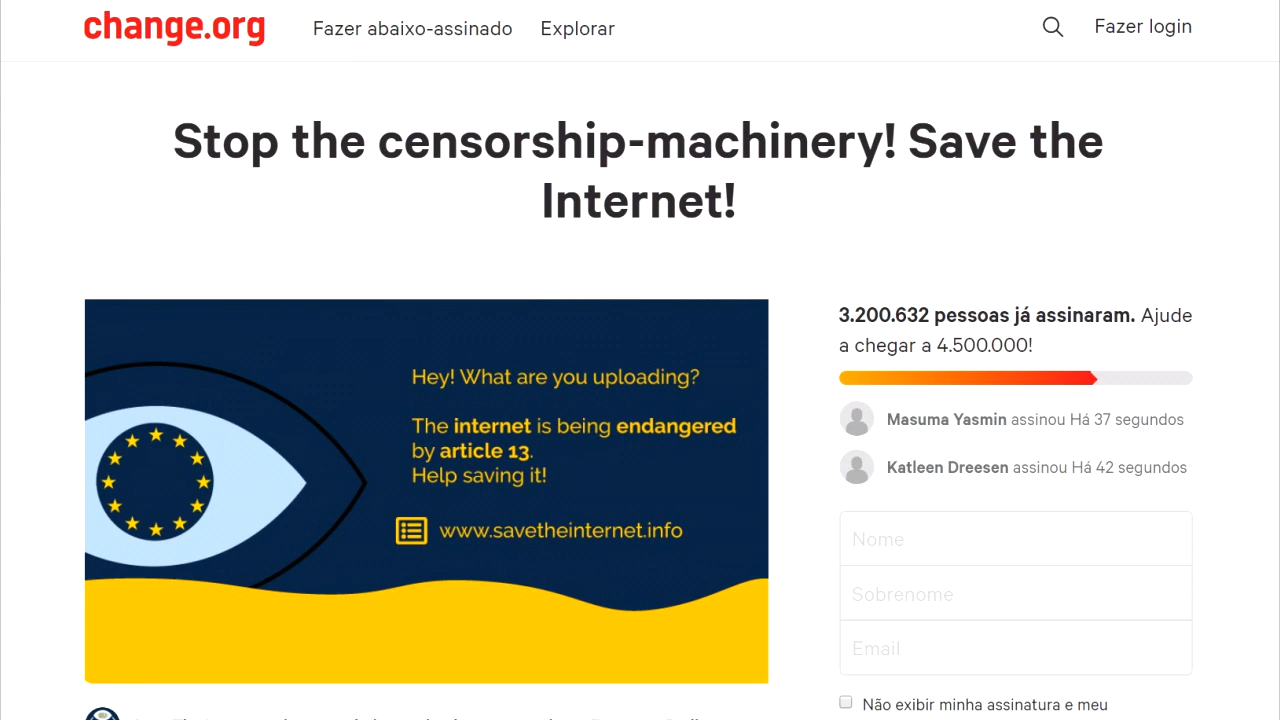 change.org
Fazer abaixo-assinado
Explorar
Fazer login
Stop the censorship-machinery! Save the
Internet!
Hey! What are you uploading?
The internet is being endangered
by article 13.
Help saving it!
www.savetheinternet.info
3.200.632 pessoas já assinaram. Ajude
a chegar a 4.500.000!
Masuma Yasmin assinou Há 37 segundos
Katleen Dreesen assinou Há 42 segundos
Nome
Sobrenome
Email
Não exibir minha assinatura e meu